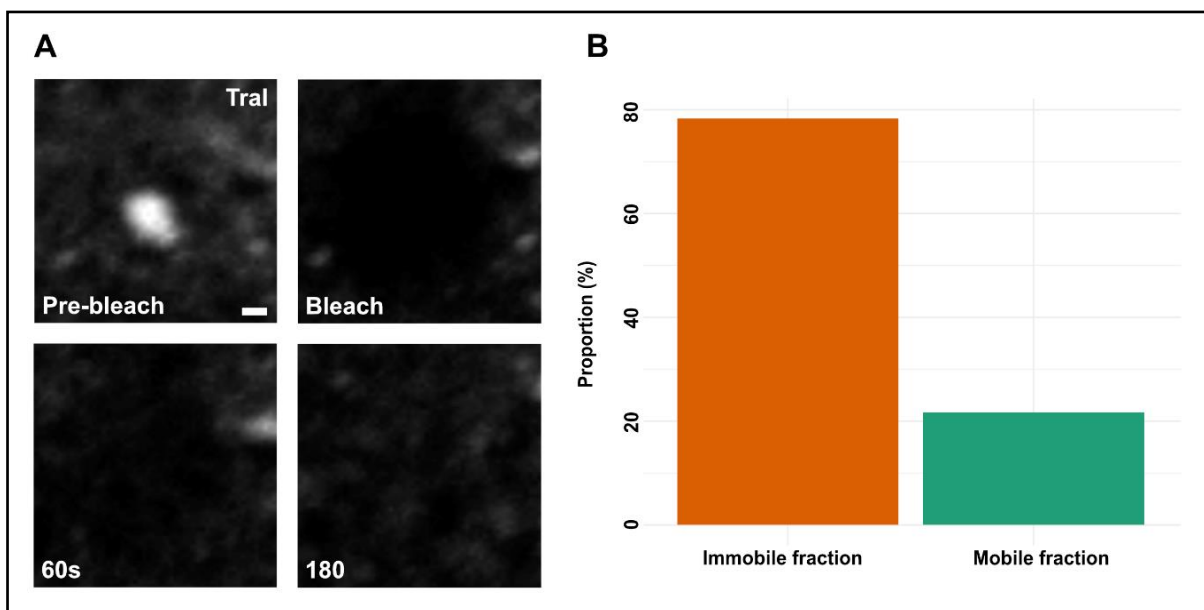 A
Tral
Pre-bleach
Bleach
60s
180
B
Proportion (%)
80
60
40
20
0
Immobile fraction
Mobile fraction